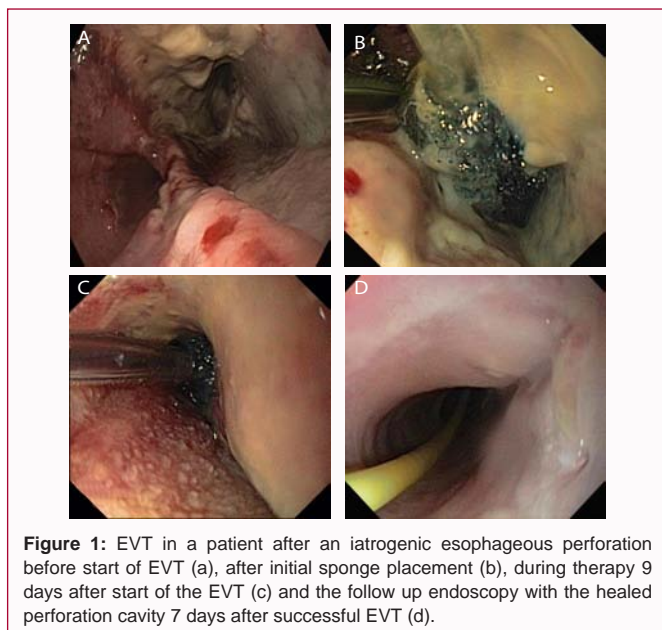 A
B
C
D
Figure 1: EVT in a patient after an iatrogenic esophageous perforation
before start of EVT (a), after initial sponge placement (b), during therapy 9
days after start of the EVT (c) and the follow up endoscopy with the healed
perforation cavity 7 days after successful EVT (d).